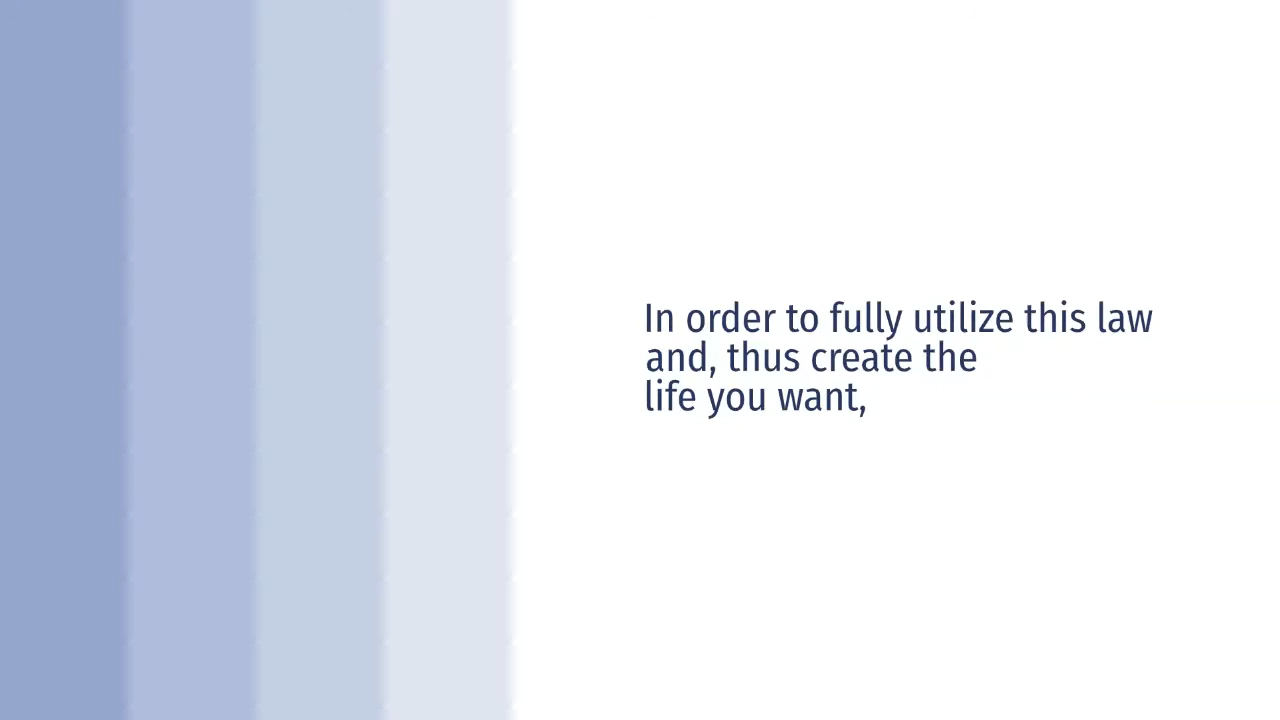 In order to fully utilize this law
and, thus create the
life you want,